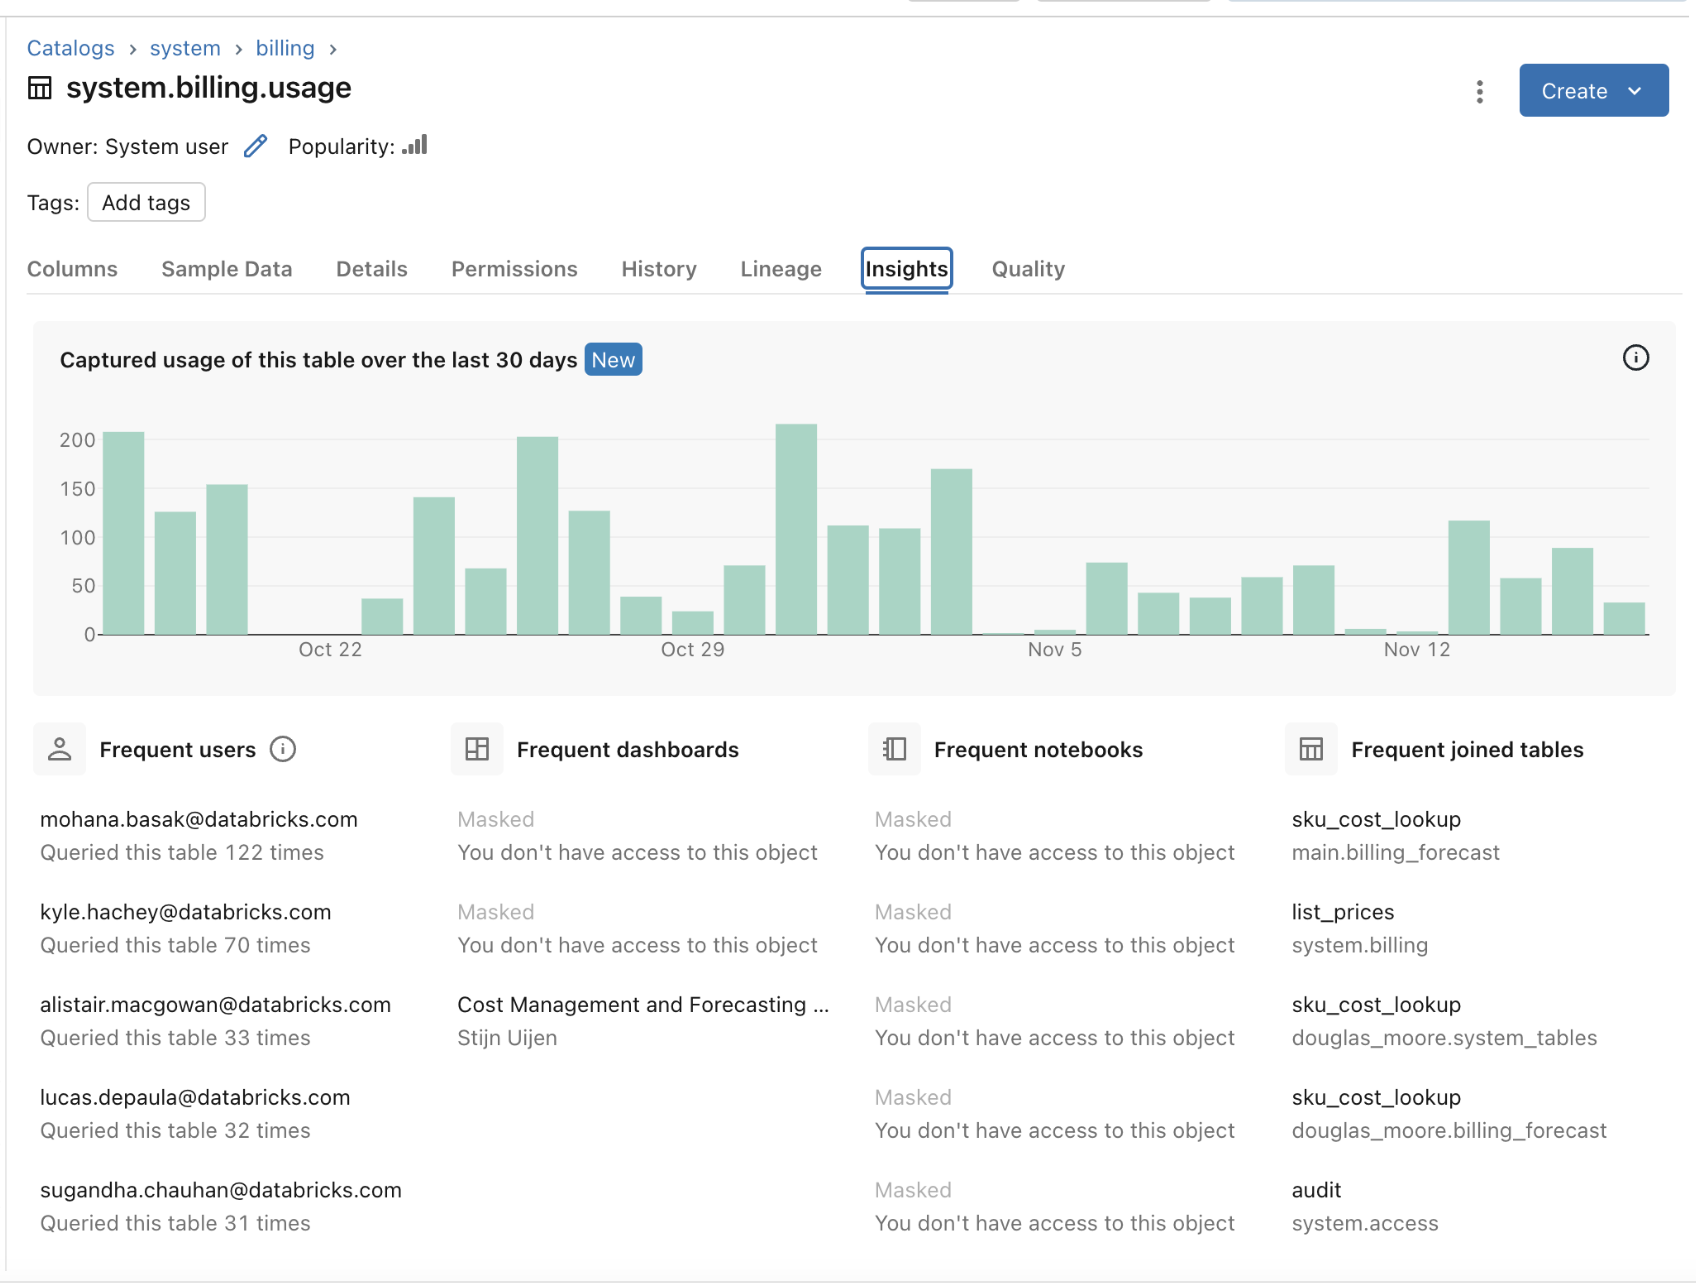 Catalogs › system › billing ›
system.billing.usage
Create
Owner: System user Popularity:
Tags: Add tags
Columns Sample Data Details Permissions History Lineage Insights Quality
Captured usage of this table over the last 30 days New
200
150
100
50
0
Oct 22 Oct 29 Nov 5 Nov 12
Frequent users
mohana.basak@databricks.com
Queried this table 122 times
kyle.hachey@databricks.com
Queried this table 70 times
alistair.macgowan@databricks.com
Queried this table 33 times
lucas.depaula@databricks.com
Queried this table 32 times
sugandha.chauhan@databricks.com
Queried this table 31 times
Frequent dashboards
Masked
You don't have access to this object
Masked
You don't have access to this object
Cost Management and Forecasting ...
Stijn Uijen
Frequent notebooks
Masked
You don't have access to this object
Masked
You don't have access to this object
Masked
You don't have access to this object
Masked
You don't have access to this object
Masked
You don't have access to this object
Frequent joined tables
sku_cost_lookup
main.billing_forecast
list_prices
system.billing
sku_cost_lookup
douglas_moore.system_tables
sku_cost_lookup
douglas_moore.billing_forecast
audit
system.access